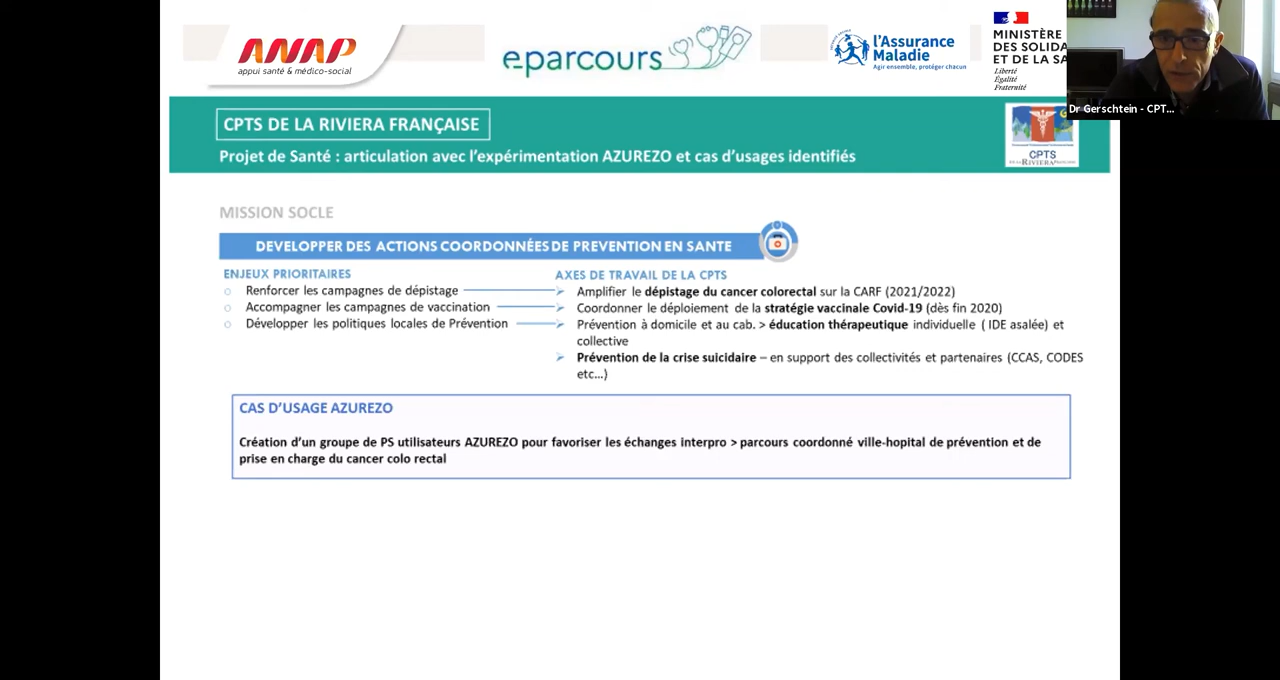 ANAP
appui santé & médico-social
eparcours
l'Assurance
Maladie
Agir ensemble, protéger chacun
MINISTÈRE
DES SOLIDA
ET DE LA SA
Liberté
Égalité
Fraternité
Dr Gerschtein - CPT...
CPTS DE LA RIVIERA FRANÇAISE
Projet de Santé : articulation avec l'expérimentation AZUREZO et cas d'usages identifiés
CPTS
DE LA RIVIERA FRANÇAISE
MISSION SOCLE
DEVELOPPER DES ACTIONS COORDONNÉES DE PREVENTION EN SANTE
ENJEUX PRIORITAIRES
Renforcer les campagnes de dépistage
Accompagner les campagnes de vaccination
Développer les politiques locales de Prévention
AXES DE TRAVAIL DE LA CPTS
Amplifier le dépistage du cancer colorectal sur la CARF (2021/2022)
Coordonner le déploiement de la stratégie vaccinale Covid-19 (dès fin 2020)
Prévention à domicile et au cab. > éducation thérapeutique individuelle ( IDE asalée) et
collective
Prévention de la crise suicidaire – en support des collectivités et partenaires (CCAS, CODES
etc...)
CAS D'USAGE AZUREZO
Création d'un groupe de PS utilisateurs AZUREZO pour favoriser les échanges interpro > parcours coordonné ville-hopital de prévention et de
prise en charge du cancer colo rectal